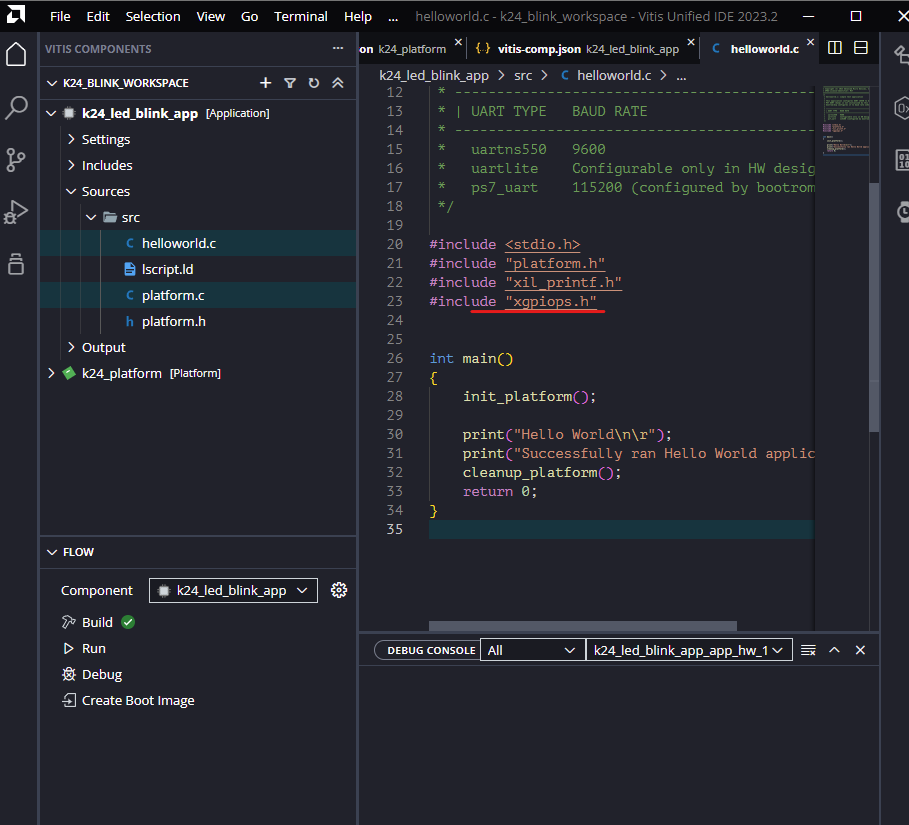 File Edit Selection View Go Terminal Help ... helloworld.c - k24_blink_workspace - Vitis Unified IDE 2023.2
VITIS COMPONENTS ...
K24_BLINK_WORKSPACE
k24_led_blink_app [Application]
Settings
Includes
Sources
src
C helloworld.c
lscript.ld
C platform.c
h platform.h
Output
k24_platform [Platform]
FLOW
Component k24_led_blink_app
Build
Run
Debug
Create Boot Image
on k24_platform {} vitis-comp.json k24_led_blink_app C helloworld.c
k24_led_blink_app > src > C helloworld.c > ...
12 * -------------------------------------------
13 * | UART TYPE BAUD RATE
14 * -------------------------------------------
15 * uartns550 9600
16 * uartlite Configurable only in HW desig
17 * ps7_uart 115200 (configured by bootrom
18 */
19
20 #include <stdio.h>
21 #include "platform.h"
22 #include "xil_printf.h"
23 #include "xgpiops.h"
24
25
26 int main()
27 {
28 init_platform();
29
30 print("Hello World\n\r");
31 print("Successfully ran Hello World applic
32 cleanup_platform();
33 return 0;
34 }
35
DEBUG CONSOLE All k24_led_blink_app_app_hw_1